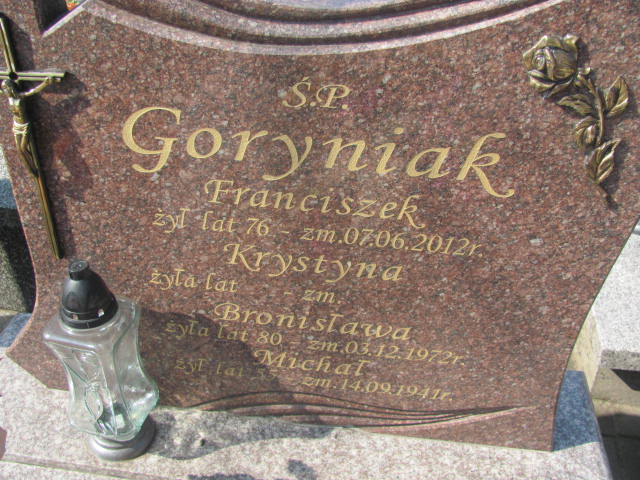 Ś.P.
Goryniak
Franciszek
żył lat 76 - zm. 07.06.2012r.
Krystyna
żyła lat - zm.
Bronisława
żyła lat 80 - zm. 03.12.1972r.
Michał
żył lat - zm. 14.09.1941r.